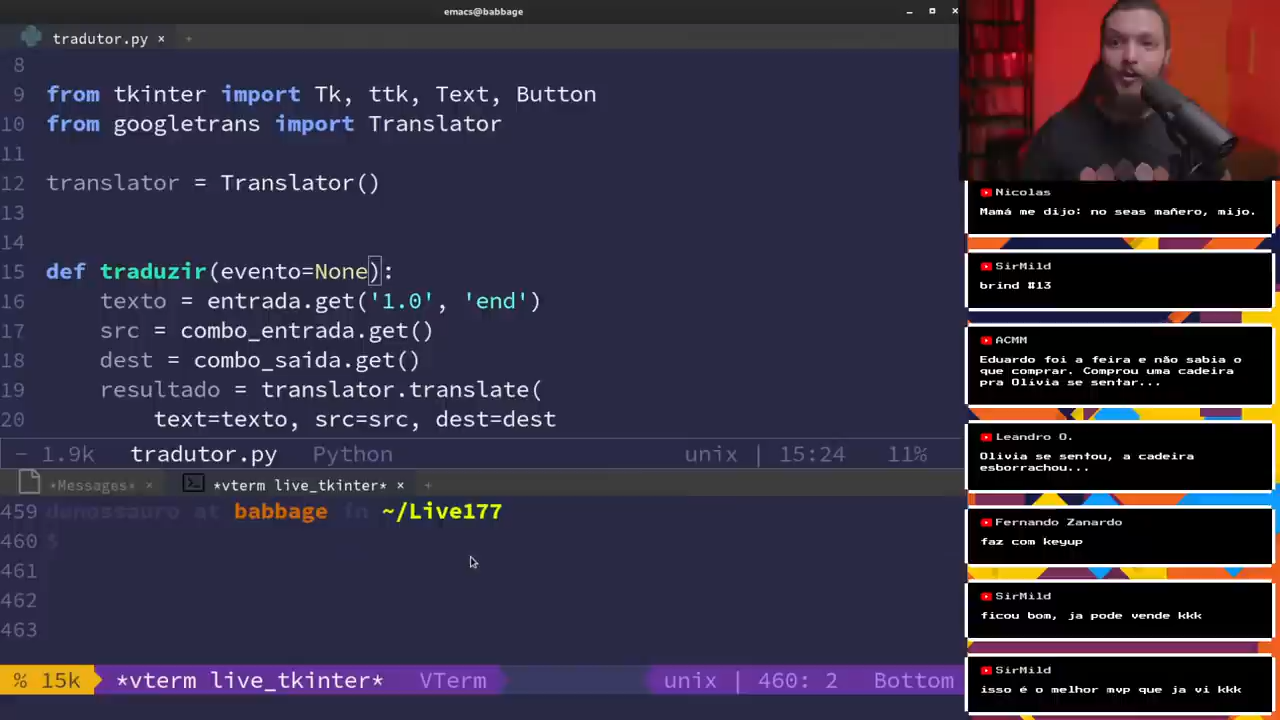 emacs@babbage
tradutor.py × +
8
9 from tkinter import Tk, ttk, Text, Button
10 from googletrans import Translator
11
12 translator = Translator()
13
14
15 def traduzir(evento=None):
16 texto = entrada.get('1.0', 'end')
17 src = combo_entrada.get()
18 dest = combo_saida.get()
19 resultado = translator.translate(
20 text=texto, src=src, dest=dest
- 1.9k tradutor.py Python unix | 15:24 11%
*Messages* × *vterm live_tkinter* × +
459 dunossauro at babbage in ~/Live177
460 $
461
462
463
% 15k *vterm live_tkinter* VTerm unix | 460: 2 Bottom
Nicolas
Mamá me dijo: no seas mañero, mijo.
SirMild
brind #13
ACMM
Eduardo foi a feira e não sabia o
que comprar. Comprou uma cadeira
pra Olivia se sentar...
Leandro O.
Olivia se sentou, a cadeira
esborrachou...
Fernando Zanardo
faz com keyup
SirMild
ficou bom, ja pode vende kkk
SirMild
isso é o melhor mvp que ja vi kkk